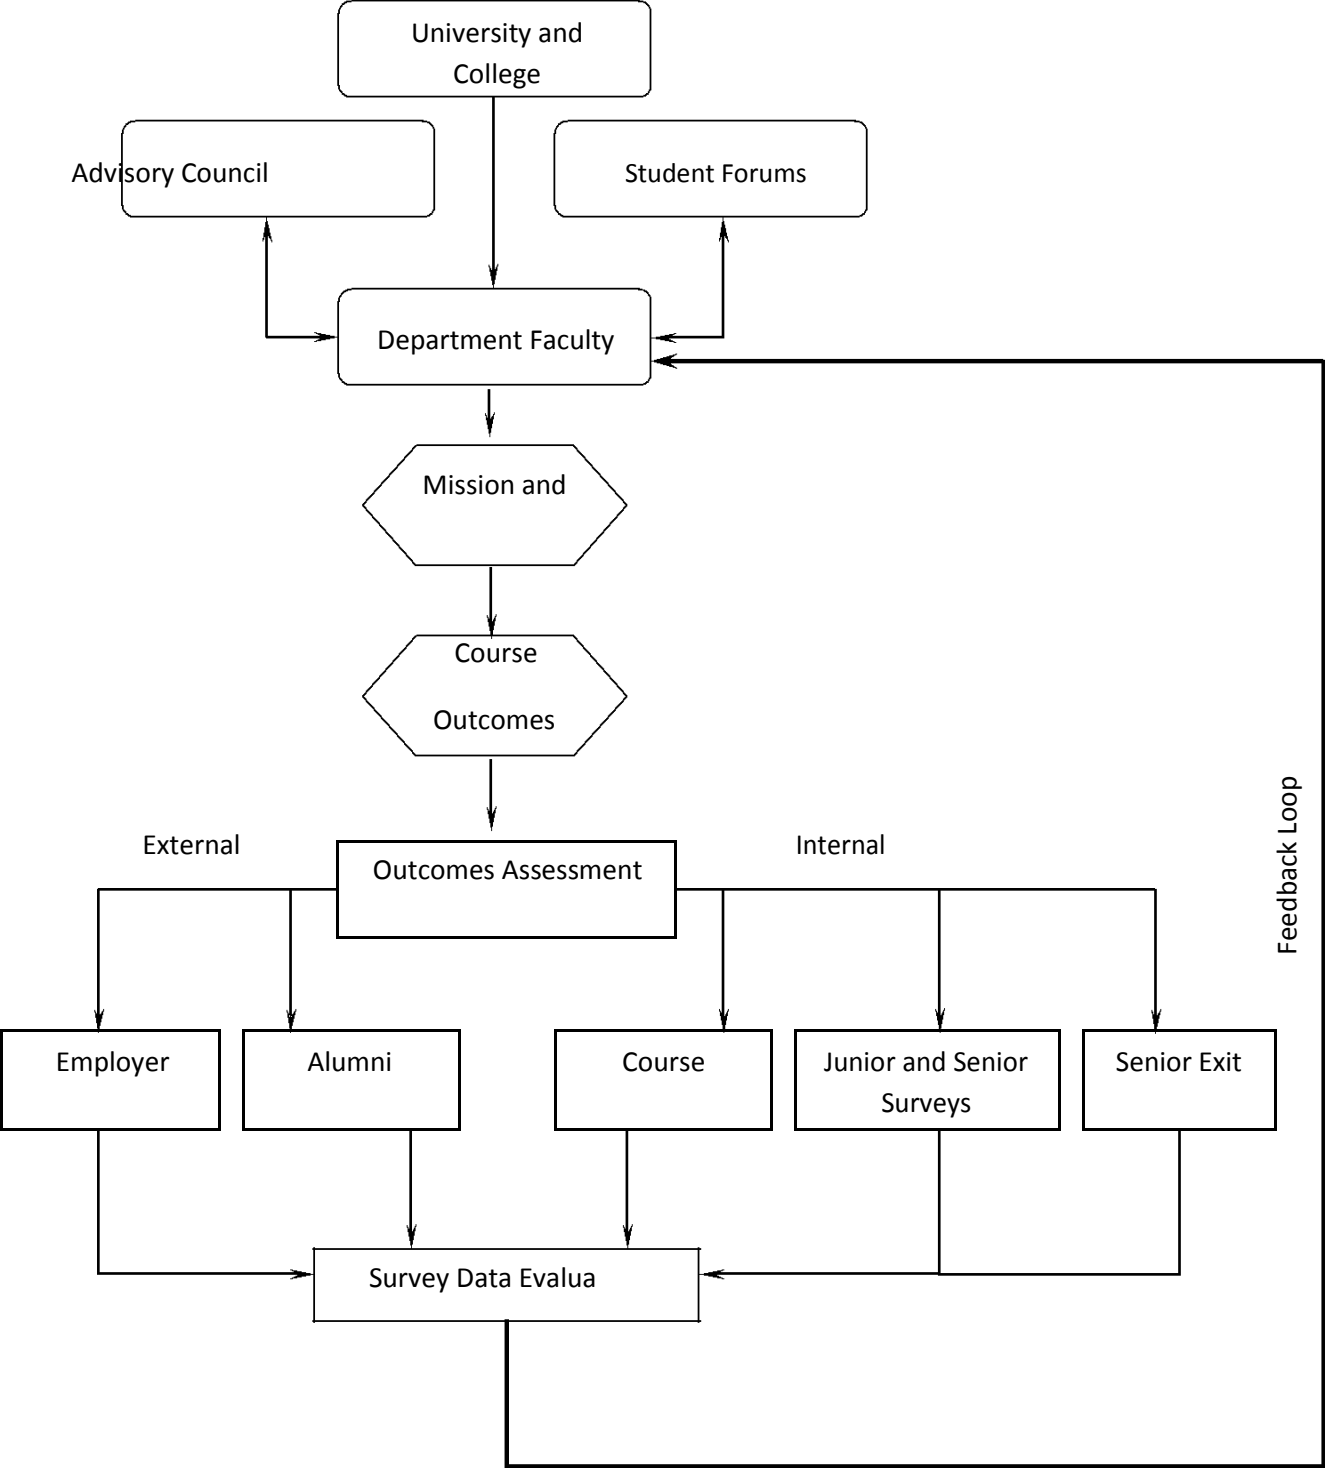 University and
College
Advisory Council
Student Forums
Department Faculty
Mission and
Course
Outcomes
External
Internal
Outcomes Assessment
Feedback Loop
Employer
Alumni
Course
Junior and Senior
Surveys
Senior Exit
Survey Data Evalua